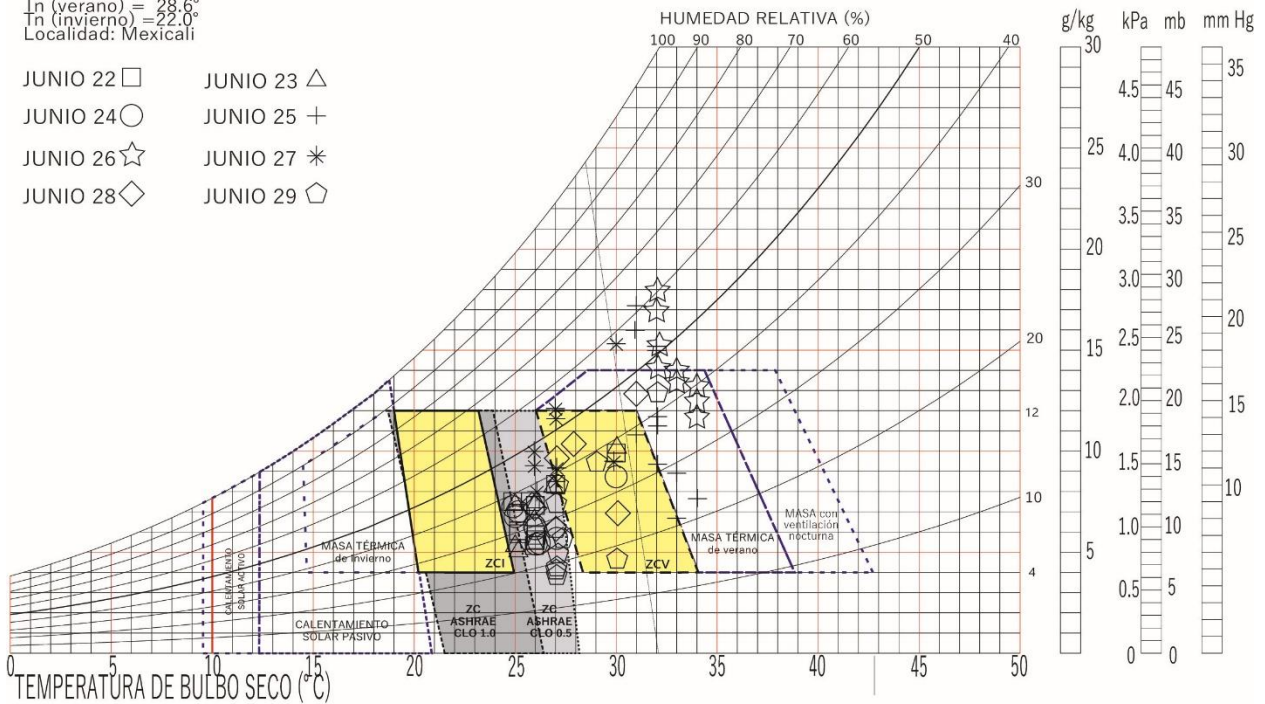 Tn (verano) = 28.6°
Tn (invierno) =22.0°
Localidad: Mexicali
JUNIO 22 JUNIO 23
JUNIO 24 JUNIO 25
JUNIO 26 JUNIO 27
JUNIO 28 JUNIO 29
HUMEDAD RELATIVA (%)
100 90 80 70 60 50 40
30
20
12
10
4
g/kg kPa mb mm Hg
30
25
20
15
10
5
4.5
4.0
3.5
3.0
2.5
2.0
1.5
1.0
0.5
0
45
40
35
30
25
20
15
10
5
0
35
30
25
20
15
10
CALENTAMIENTO
SOLAR ACTIVO
MASA TÉRMICA
de Invierno
CALENTAMIENTO
SOLAR PASIVO
ZCI
ZC
ASHRAE
CLO 1.0
ZC
ASHRAE
CLO 0.5
ZCV
MASA TÉRMICA
de verano
MASA con
ventilación
nocturna
0 5 10 15 20 25 30 35 40 45 50
TEMPERATURA DE BULBO SECO (°C)